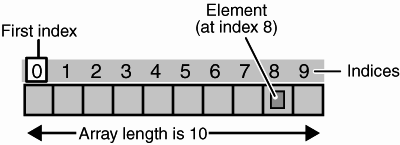 Element
(at index 8)
First index
0 1 2 3 4 5 6 7 8 9
Indices
Array length is 10